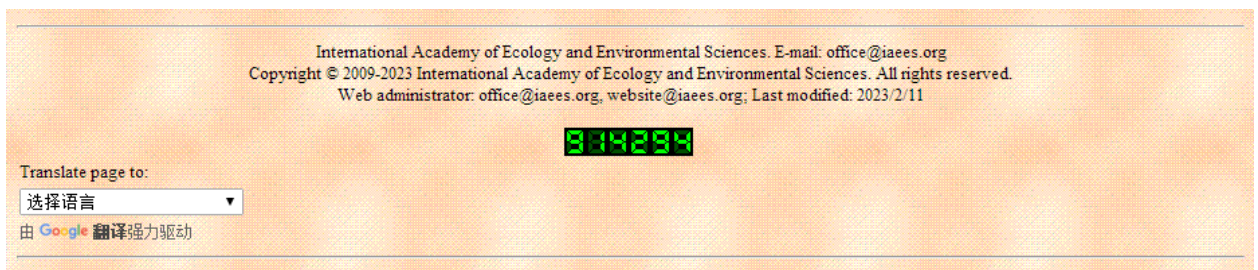 International Academy of Ecology and Environmental Sciences. E-mail: office@iaees.org
Copyright © 2009-2023 International Academy of Ecology and Environmental Sciences. All rights reserved.
Web administrator: office@iaees.org, website@iaees.org; Last modified: 2023/2/11
914294
Translate page to:
选择语言
由 Google 翻译强力驱动